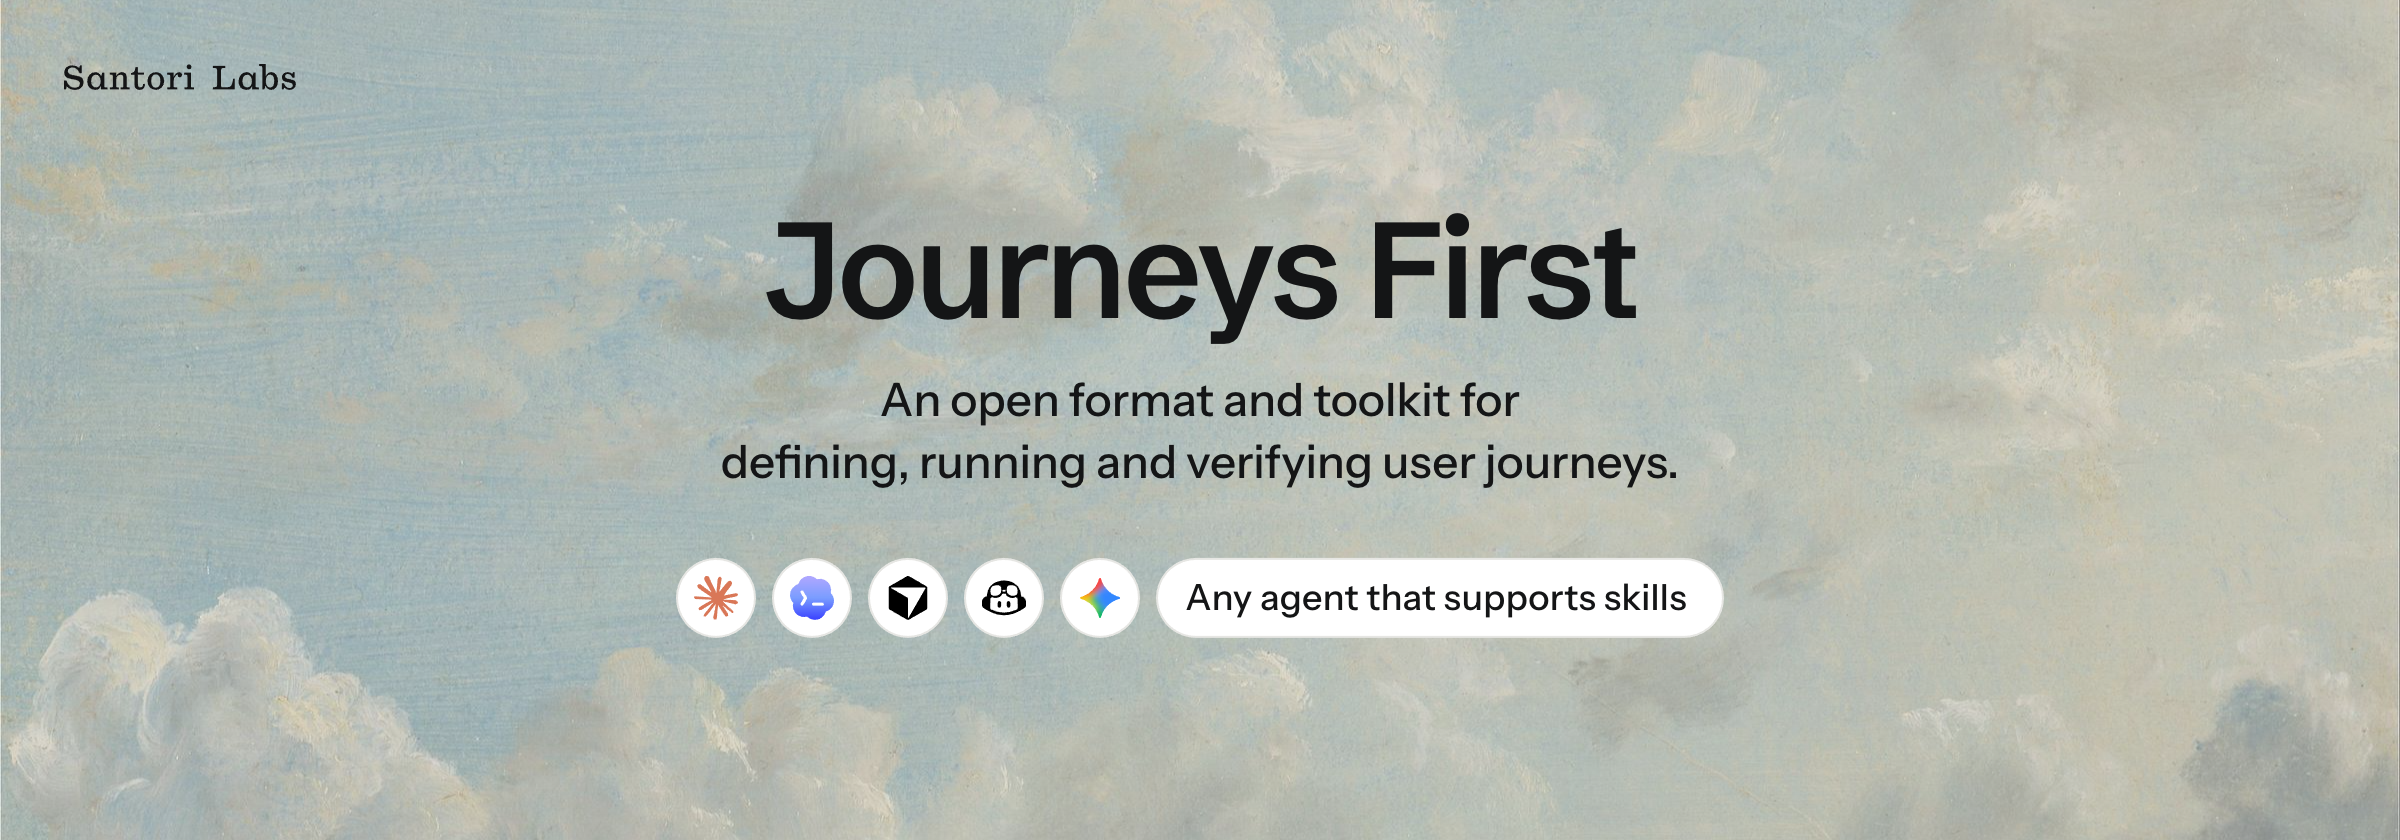 Santori Labs
Journeys First
An open format and toolkit for
defining, running and verifying user journeys.
Any agent that supports skills